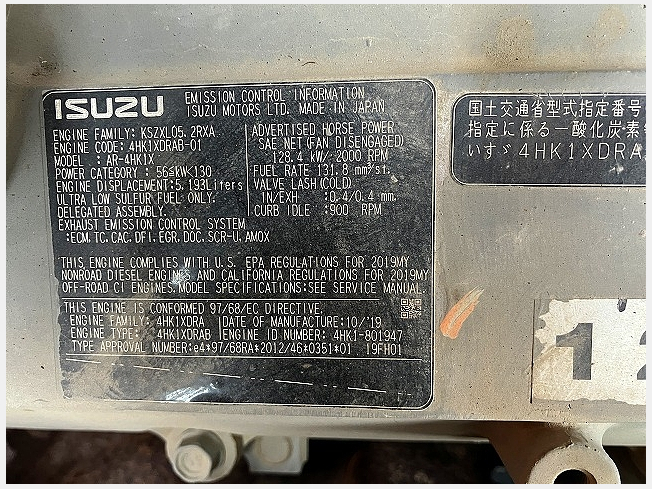 ISUZU EMISSION CONTROL INFORMATION
ISUZU MOTORS LTD. MADE IN JAPAN
ENGINE FAMILY: KSZXL05.2RXA
ENGINE CODE: 4HK1XDRAB-01
MODEL : AR-4HK1X
POWER CATEGORY : 56≦kW<130
ENGINE DISPLACEMENT:5.193Liters
ULTRA LOW SULFUR FUEL ONLY.
DELEGATED ASSEMBLY.
EXHAUST EMISSION CONTROL SYSTEM
:ECM, TC, CAC, DFI, EGR, DOC, SCR-U, AMOX
ADVERTISED HORSE POWER
SAE NET(FAN DISENGAGED)
128.4 kW/ 2000 RPM
FUEL RATE 131.8 mm³/st.
VALVE LASH(COLD)
IN/EXH :0.4/0.4 mm.
CURB IDLE :900 RPM
THIS ENGINE COMPLIES WITH U.S. EPA REGULATIONS FOR 2019MY
NONROAD DIESEL ENGINES AND CALIFORNIA REGULATIONS FOR 2019MY
OFF-ROAD CI ENGINES.MODEL SPECIFICATIONS:SEE SERVICE MANUAL.
THIS ENGINE IS CONFORMED 97/68/EC DIRECTIVE.
ENGINE FAMILY: 4HK1XDRA DATE OF MANUFACTURE:10/'19
ENGINE TYPE: 4HK1XDRAB ENGINE ID NUMBER: 4HK1-801947
TYPE APPROVAL NUMBER:e4*97/68RA*2012/46*0351*01 19FH01
国土交通省型式指定番号
指定に係る一酸化炭素
いすゞ 4HK1XDRA
12